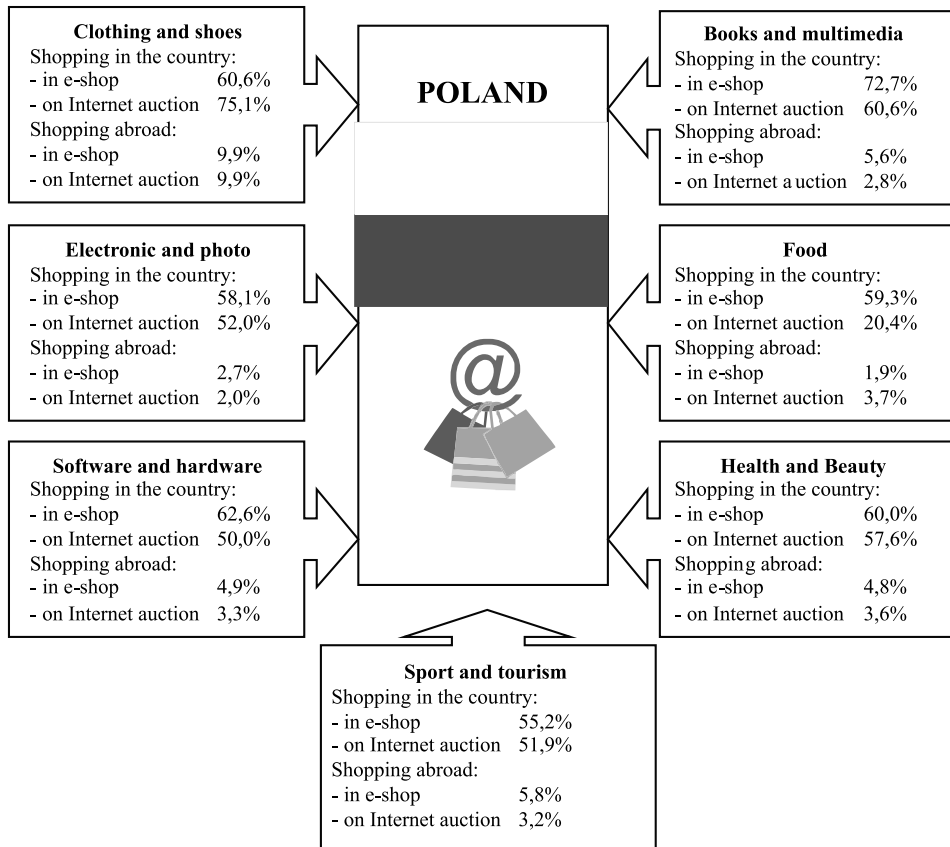 Clothing and shoes
Shopping in the country:
- in e-shop 60,6%
- on Internet auction 75,1%
Shopping abroad:
- in e-shop 9,9%
- on Internet auction 9,9%
POLAND
Books and multimedia
Shopping in the country:
- in e-shop 72,7%
- on Internet auction 60,6%
Shopping abroad:
- in e-shop 5,6%
- on Internet auction 2,8%
Electronic and photo
Shopping in the country:
- in e-shop 58,1%
- on Internet auction 52,0%
Shopping abroad:
- in e-shop 2,7%
- on Internet auction 2,0%
Food
Shopping in the country:
- in e-shop 59,3%
- on Internet auction 20,4%
Shopping abroad:
- in e-shop 1,9%
- on Internet auction 3,7%
@
Software and hardware
Shopping in the country:
- in e-shop 62,6%
- on Internet auction 50,0%
Shopping abroad:
- in e-shop 4,9%
- on Internet auction 3,3%
Health and Beauty
Shopping in the country:
- in e-shop 60,0%
- on Internet auction 57,6%
Shopping abroad:
- in e-shop 4,8%
- on Internet auction 3,6%
Sport and tourism
Shopping in the country:
- in e-shop 55,2%
- on Internet auction 51,9%
Shopping abroad:
- in e-shop 5,8%
- on Internet auction 3,2%